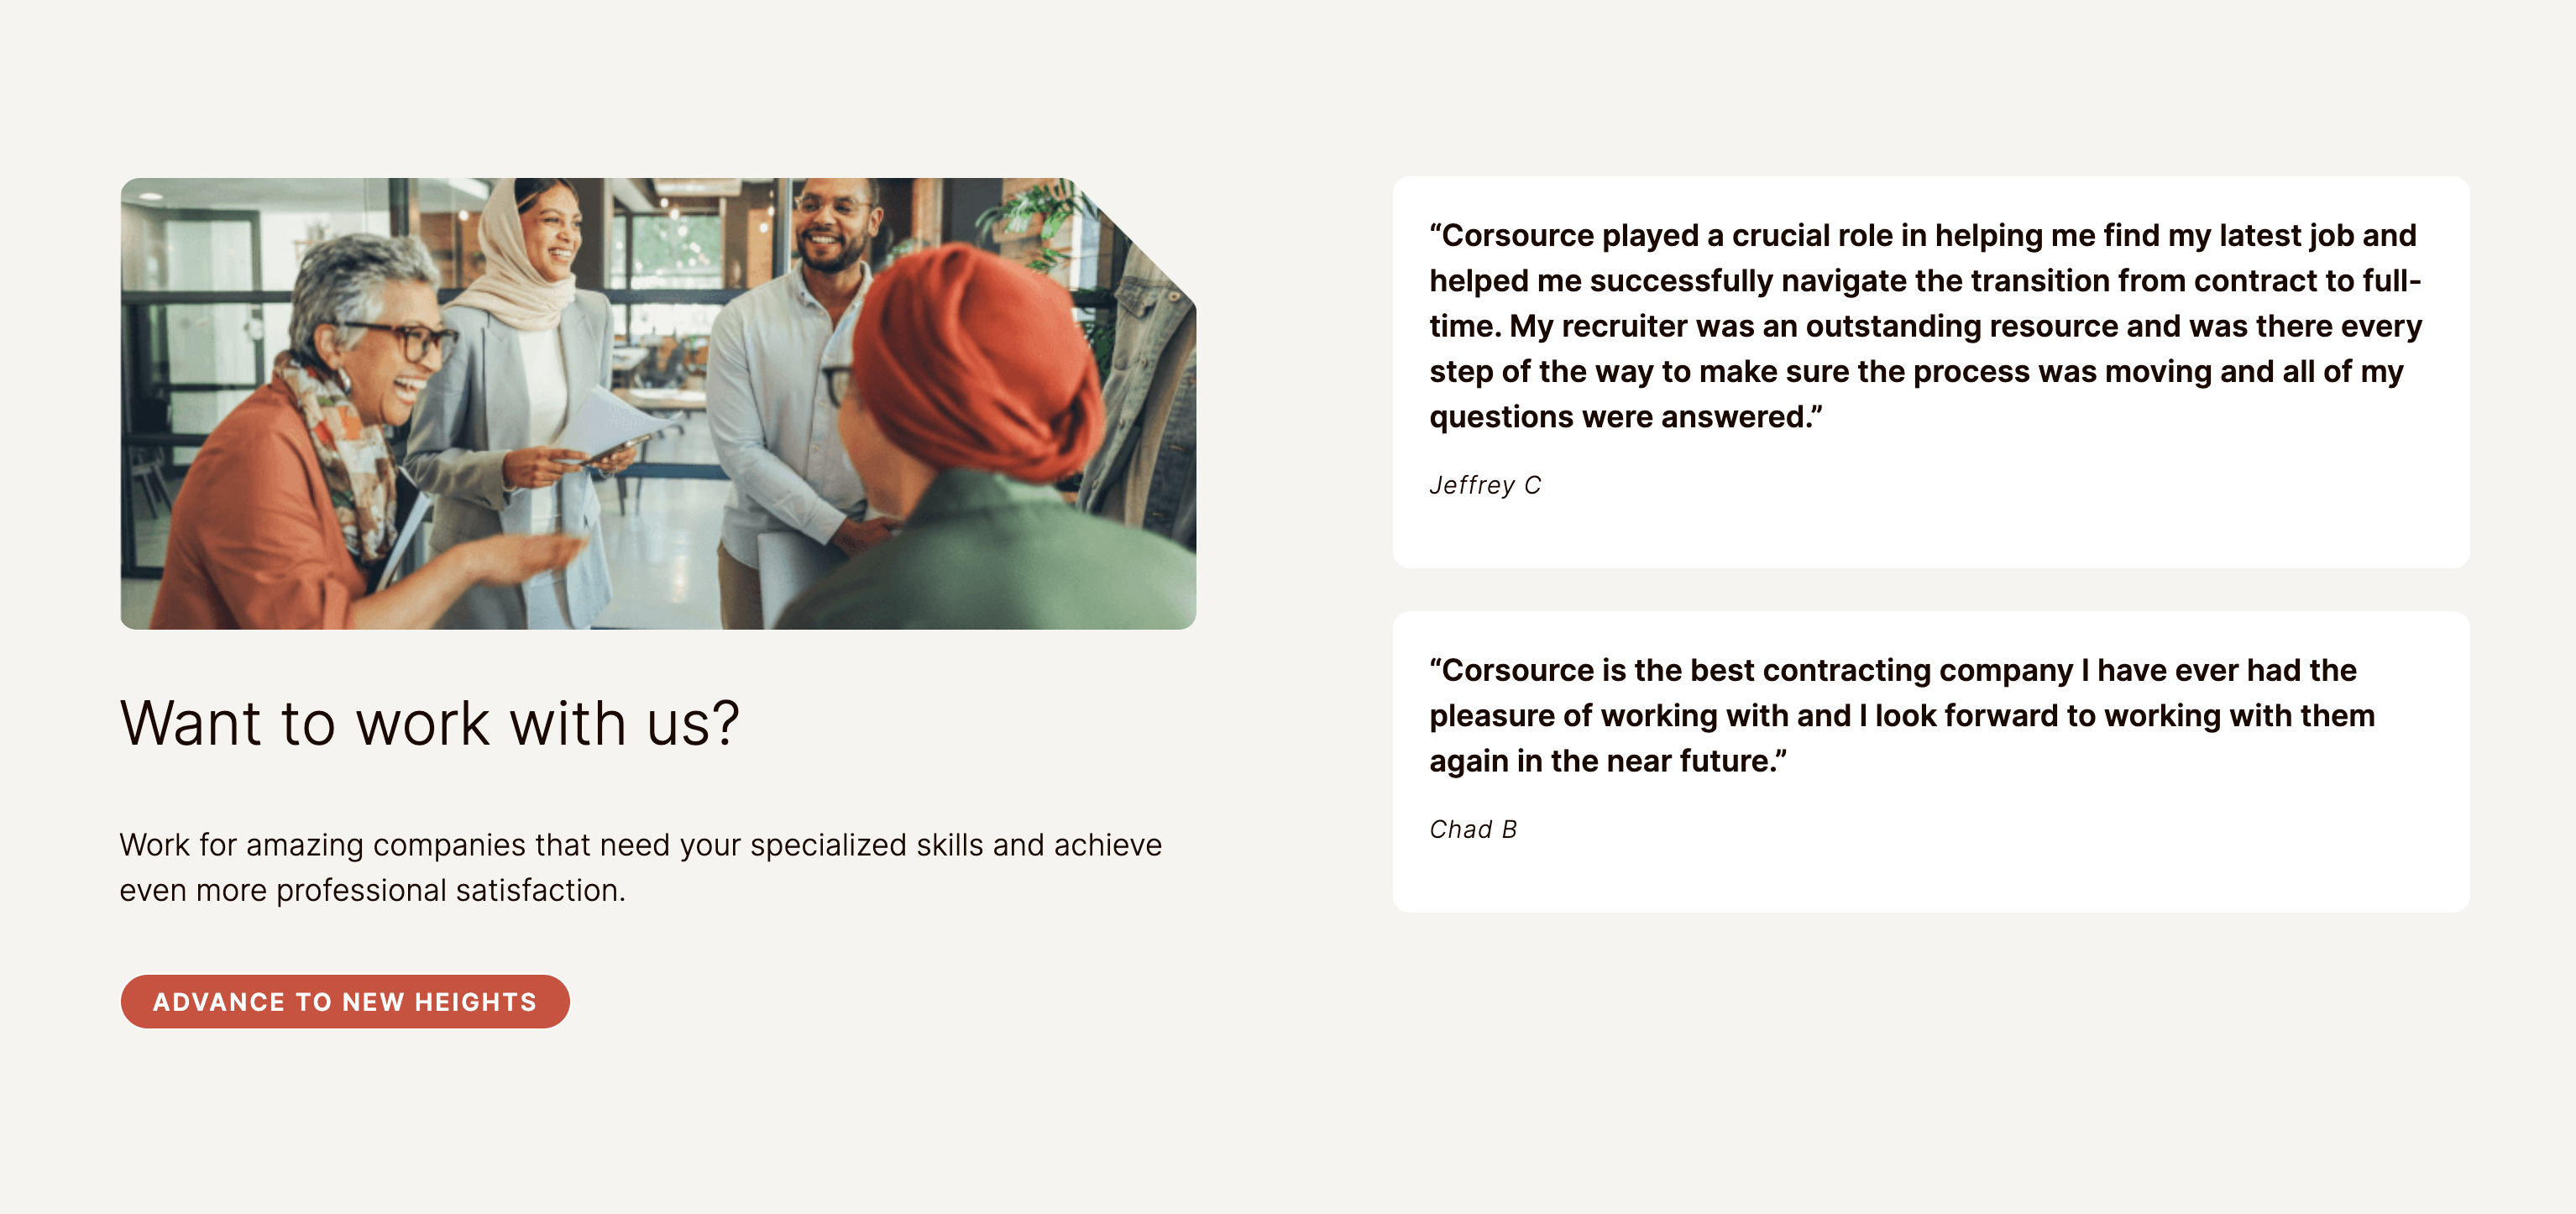 Want to work with us?
Work for amazing companies that need your specialized skills and achieve
even more professional satisfaction.
ADVANCE TO NEW HEIGHTS
“Corsource played a crucial role in helping me find my latest job and
helped me successfully navigate the transition from contract to full-
time. My recruiter was an outstanding resource and was there every
step of the way to make sure the process was moving and all of my
questions were answered.”
Jeffrey C
“Corsource is the best contracting company I have ever had the
pleasure of working with and I look forward to working with them
again in the near future.”
Chad B